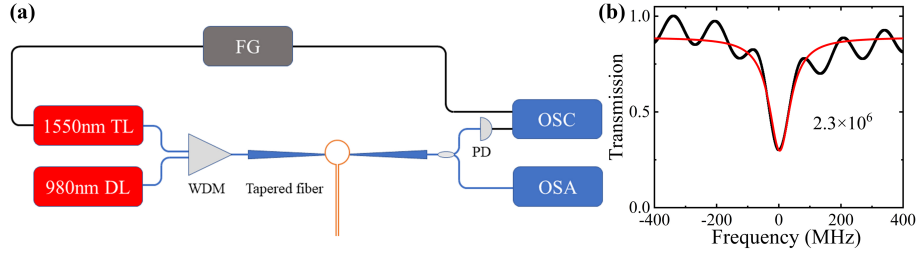 (a)
FG
1550nm TL
980nm DL
WDM
Tapered fiber
PD
OSC
OSA
(b)
Transmission
1.0
0.5
0.0
2.3×10⁶
-400 -200 0 200 400
Frequency (MHz)